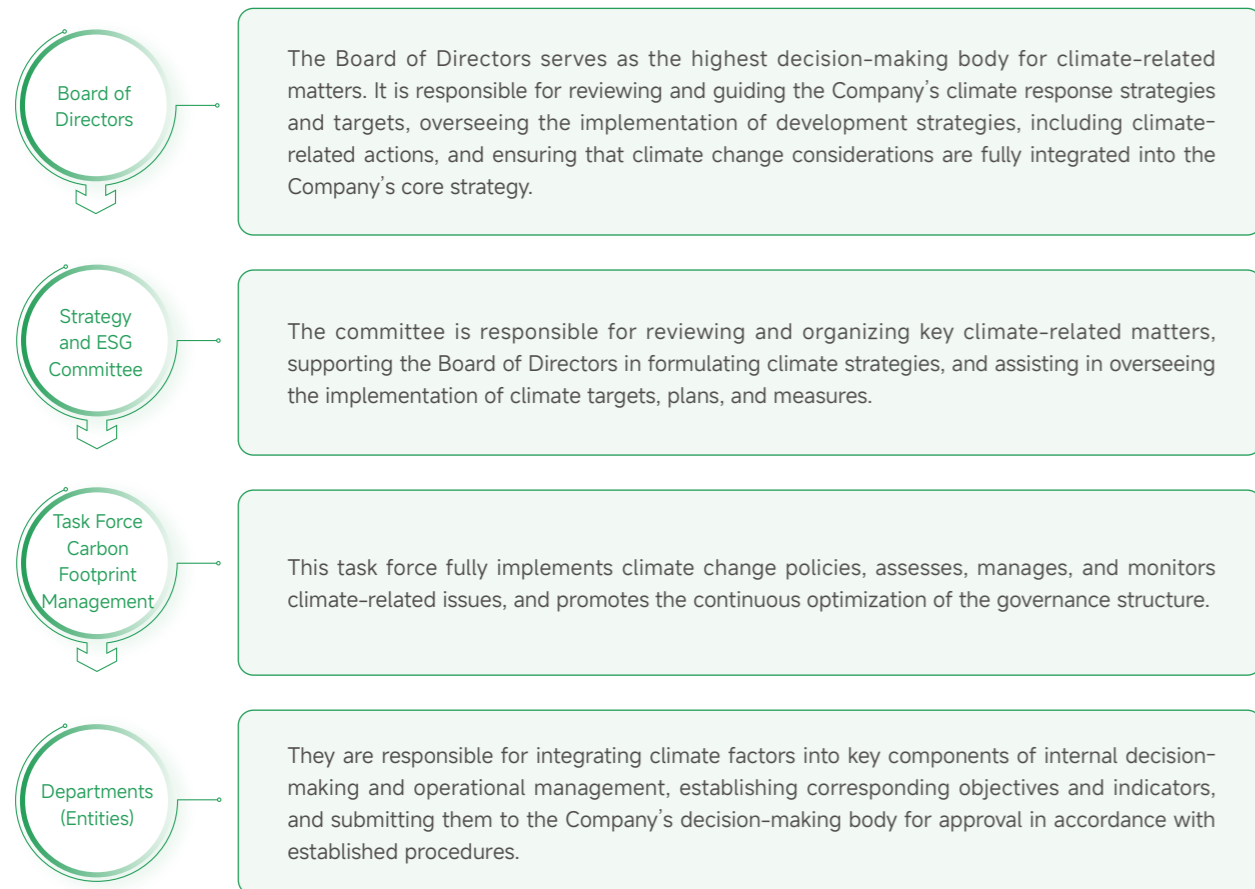 Board of
Directors
The Board of Directors serves as the highest decision-making body for climate-related
matters. It is responsible for reviewing and guiding the Company’s climate response strategies
and targets, overseeing the implementation of development strategies, including climate-
related actions, and ensuring that climate change considerations are fully integrated into the
Company’s core strategy.
Strategy
and ESG
Committee
The committee is responsible for reviewing and organizing key climate-related matters,
supporting the Board of Directors in formulating climate strategies, and assisting in overseeing
the implementation of climate targets, plans, and measures.
Task Force
Carbon
Footprint
Management
This task force fully implements climate change policies, assesses, manages, and monitors
climate-related issues, and promotes the continuous optimization of the governance structure.
Departments
(Entities)
They are responsible for integrating climate factors into key components of internal decision-
making and operational management, establishing corresponding objectives and indicators,
and submitting them to the Company’s decision-making body for approval in accordance with
established procedures.